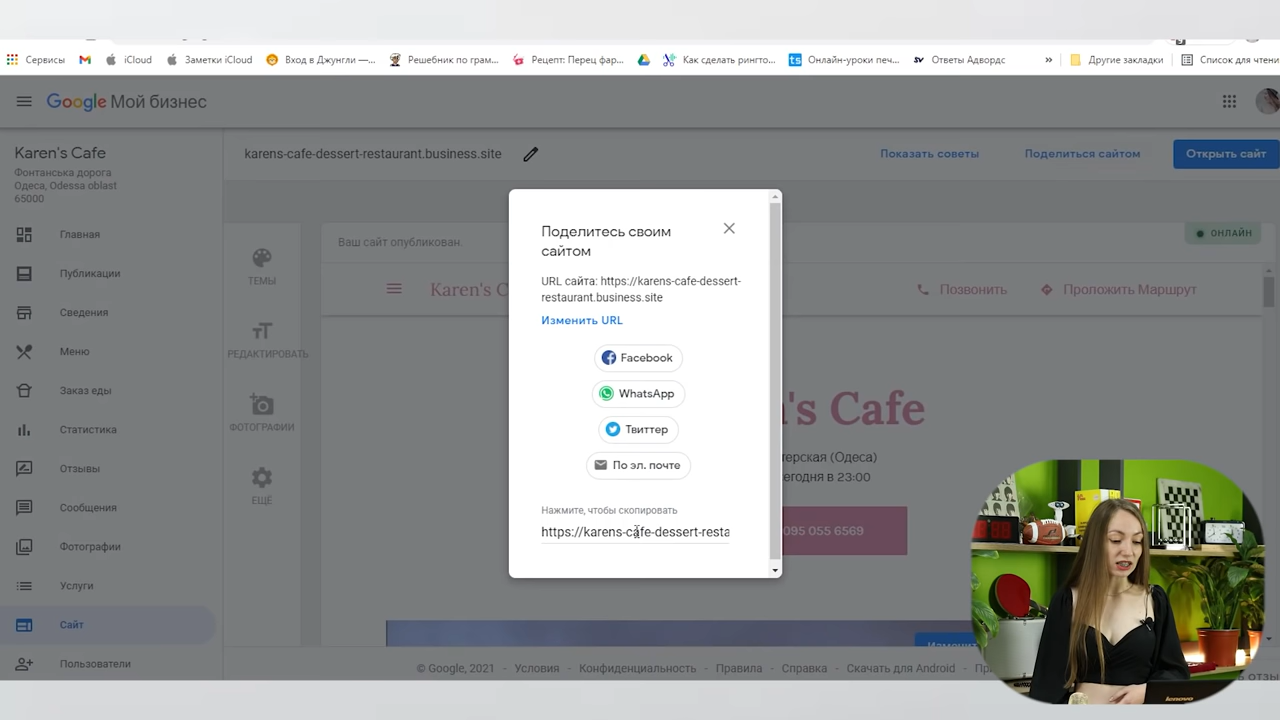 Сервисы
iCloud
Заметки iCloud
Вход в Джунгли —...
Решебник по грам...
Рецепт: Перец фар...
Как сделать рингто...
Онлайн-уроки печ...
Ответы Адвордс
»
Другие закладки
Список для чтени
Google Мой бизнес
Karen's Cafe
Фонтанська дорога
Одеса, Odessa oblast
65000
karens-cafe-dessert-restaurant.business.site
Показать советы
Поделиться сайтом
Открыть сайт
Главная
Публикации
Сведения
Меню
Заказ еды
Статистика
Отзывы
Сообщения
Фотографии
Услуги
Сайт
Пользователи
ТЕМЫ
РЕДАКТИРОВАТЬ
ФОТОГРАФИИ
ЕЩЁ
Ваш сайт опубликован.
ОНЛАЙН
Karen's C
Позвонить
Проложить Маршрут
Поделитесь своим
сайтом
URL сайта: https://karens-cafe-dessert-
restaurant.business.site
Изменить URL
Facebook
WhatsApp
Твиттер
По эл. почте
Нажмите, чтобы скопировать
https://karens-cafe-dessert-resta
n's Cafe
терская (Одеса)
егодня в 23:00
095 055 6569
Изменит
© Google, 2021
Условия
Конфиденциальность
Правила
Справка
Скачать для Android
lenovo